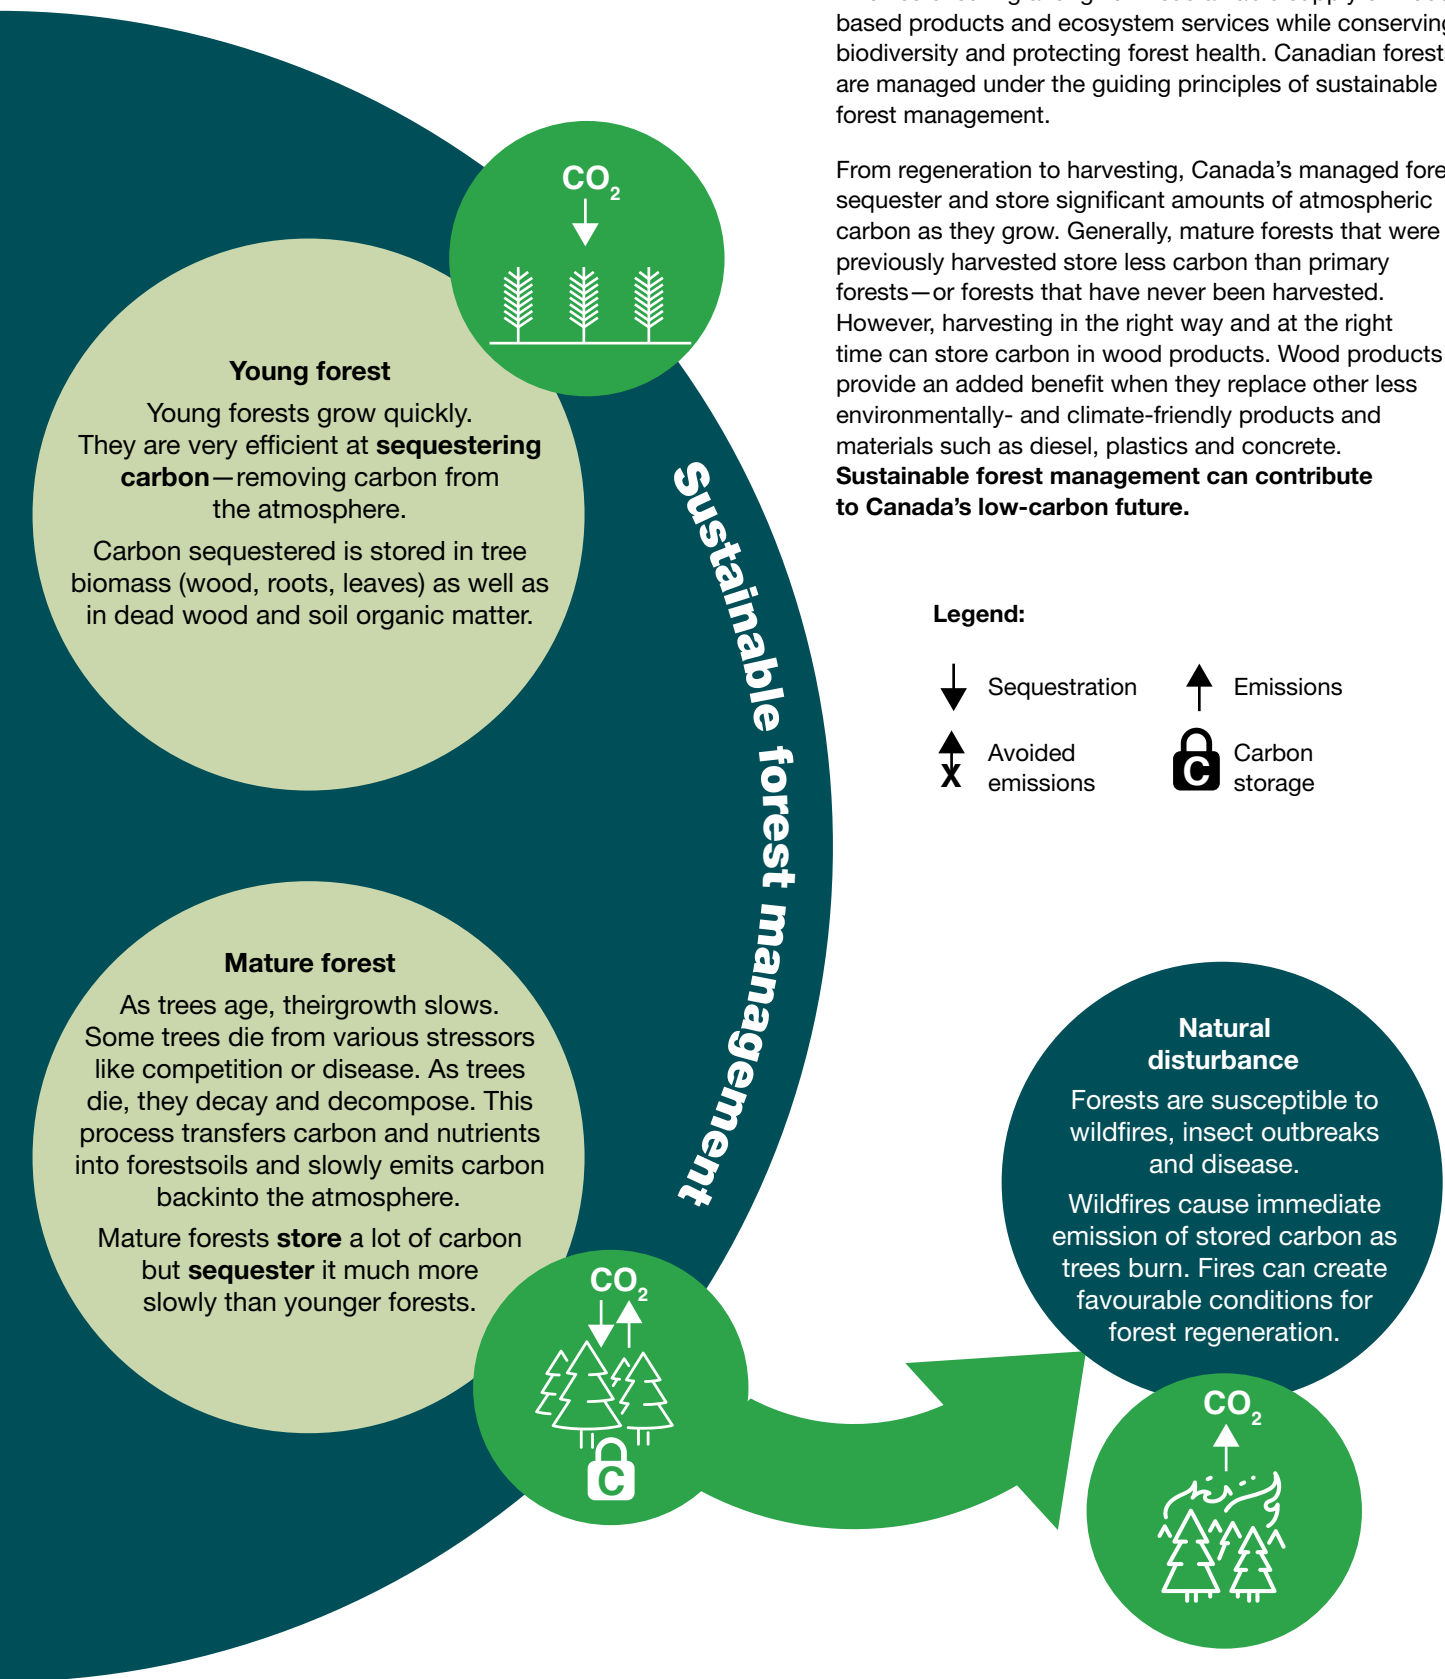 based products and ecosystem services while conserving
biodiversity and protecting forest health. Canadian forests
are managed under the guiding principles of sustainable
forest management.
From regeneration to harvesting, Canada’s managed
sequester and store significant amounts of atmospheric
carbon as they grow. Generally, mature forests that were
previously harvested store less carbon than primary
forests—or forests that have never been harvested.
However, harvesting in the right way and at the right
time can store carbon in wood products. Wood products
provide an added benefit when they replace other less
environmentally- and climate-friendly products and
materials such as diesel, plastics and concrete.
Sustainable forest management can contribute
to Canada’s low-carbon future.
CO2
Young forest
Young forests grow quickly.
They are very efficient at sequestering
carbon—removing carbon from
the atmosphere.
Carbon sequestered is stored in tree
biomass (wood, roots, leaves) as well as
in dead wood and soil organic matter.
Sustainable forest management
Legend:
Sequestration
Emissions
Avoided
emissions
X
C
Carbon
storage
Mature forest
As trees age, theirgrowth slows.
Some trees die from various stressors
like competition or disease. As trees
die, they decay and decompose. This
process transfers carbon and nutrients
into forestsoils and slowly emits carbon
backinto the atmosphere.
Mature forests store a lot of carbon
but sequester it much more
slowly than younger forests.
CO2
C
Natural
disturbance
Forests are susceptible to
wildfires, insect outbreaks
and disease.
Wildfires cause immediate
emission of stored carbon as
trees burn. Fires can create
favourable conditions for
forest regeneration.
CO2